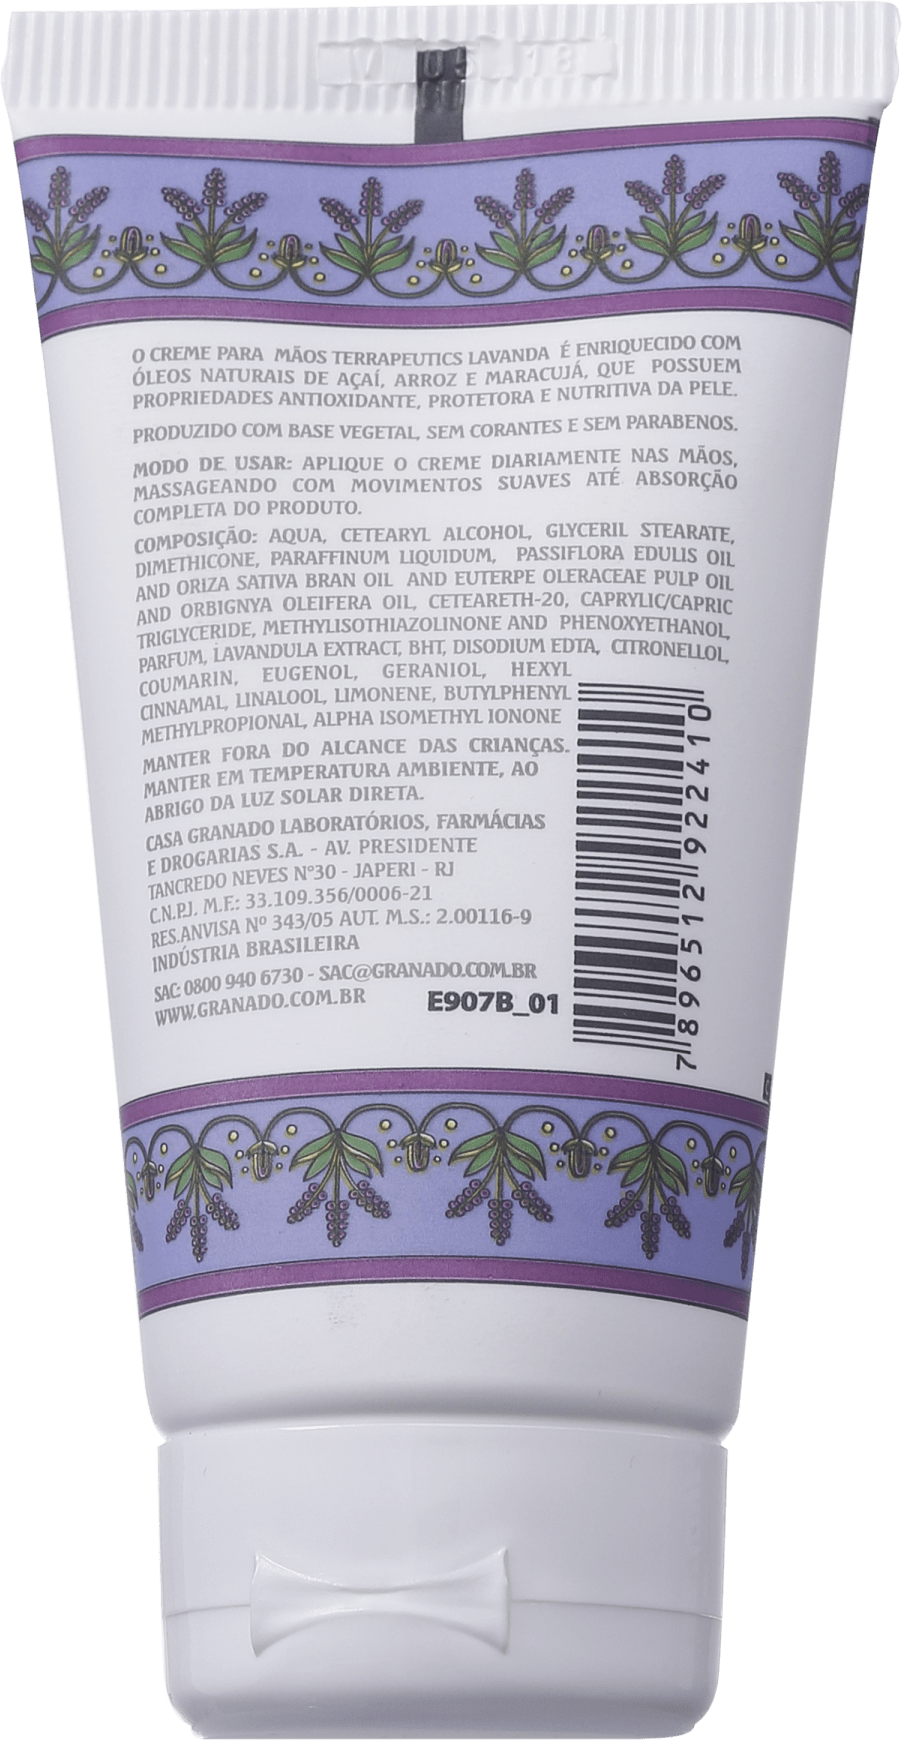 V 05 18
O CREME PARA MÃOS TERRAPEUTICS LAVANDA É ENRIQUECIDO COM
ÓLEOS NATURAIS DE AÇAÍ, ARROZ E MARACUJÁ, QUE POSSUEM
PROPRIEDADES ANTIOXIDANTE, PROTETORA E NUTRITIVA DA PELE.
PRODUZIDO COM BASE VEGETAL, SEM CORANTES E SEM PARABENOS.
MODO DE USAR: APLIQUE O CREME DIARIAMENTE NAS MÃOS,
MASSAGEANDO COM MOVIMENTOS SUAVES ATÉ ABSORÇÃO
COMPLETA DO PRODUTO.
COMPOSIÇÃO: AQUA, CETEARYL ALCOHOL, GLYCERIL STEARATE,
DIMETHICONE, PARAFFINUM LIQUIDUM, PASSIFLORA EDULIS OIL
AND ORIZA SATIVA BRAN OIL AND EUTERPE OLERACEAE PULP OIL
AND ORBIGNYA OLEIFERA OIL, CETEARETH-20, CAPRYLIC/CAPRIC
TRIGLYCERIDE, METHYLISOTHIAZOLINONE AND PHENOXYETHANOL,
PARFUM, LAVANDULA EXTRACT, BHT, DISODIUM EDTA, CITRONELLOL,
COUMARIN, EUGENOL, GERANIOL, HEXYL
CINNAMAL, LINALOOL, LIMONENE, BUTYLPHENYL
METHYLPROPIONAL, ALPHA ISOMETHYL IONONE
MANTER FORA DO ALCANCE DAS CRIANÇAS.
MANTER EM TEMPERATURA AMBIENTE, AO
ABRIGO DA LUZ SOLAR DIRETA.
CASA GRANADO LABORATÓRIOS, FARMÁCIAS
E DROGARIAS S.A. - AV. PRESIDENTE
TANCREDO NEVES Nº30 - JAPERI - RJ
C.N.P.J. M.F.: 33.109.356/0006-21
RES.ANVISA Nº 343/05 AUT. M.S.: 2.00116-9
INDÚSTRIA BRASILEIRA
SAC: 0800 940 6730 - SAC@GRANADO.COM.BR
WWW.GRANADO.COM.BR
E907B_01
7 896512 922410